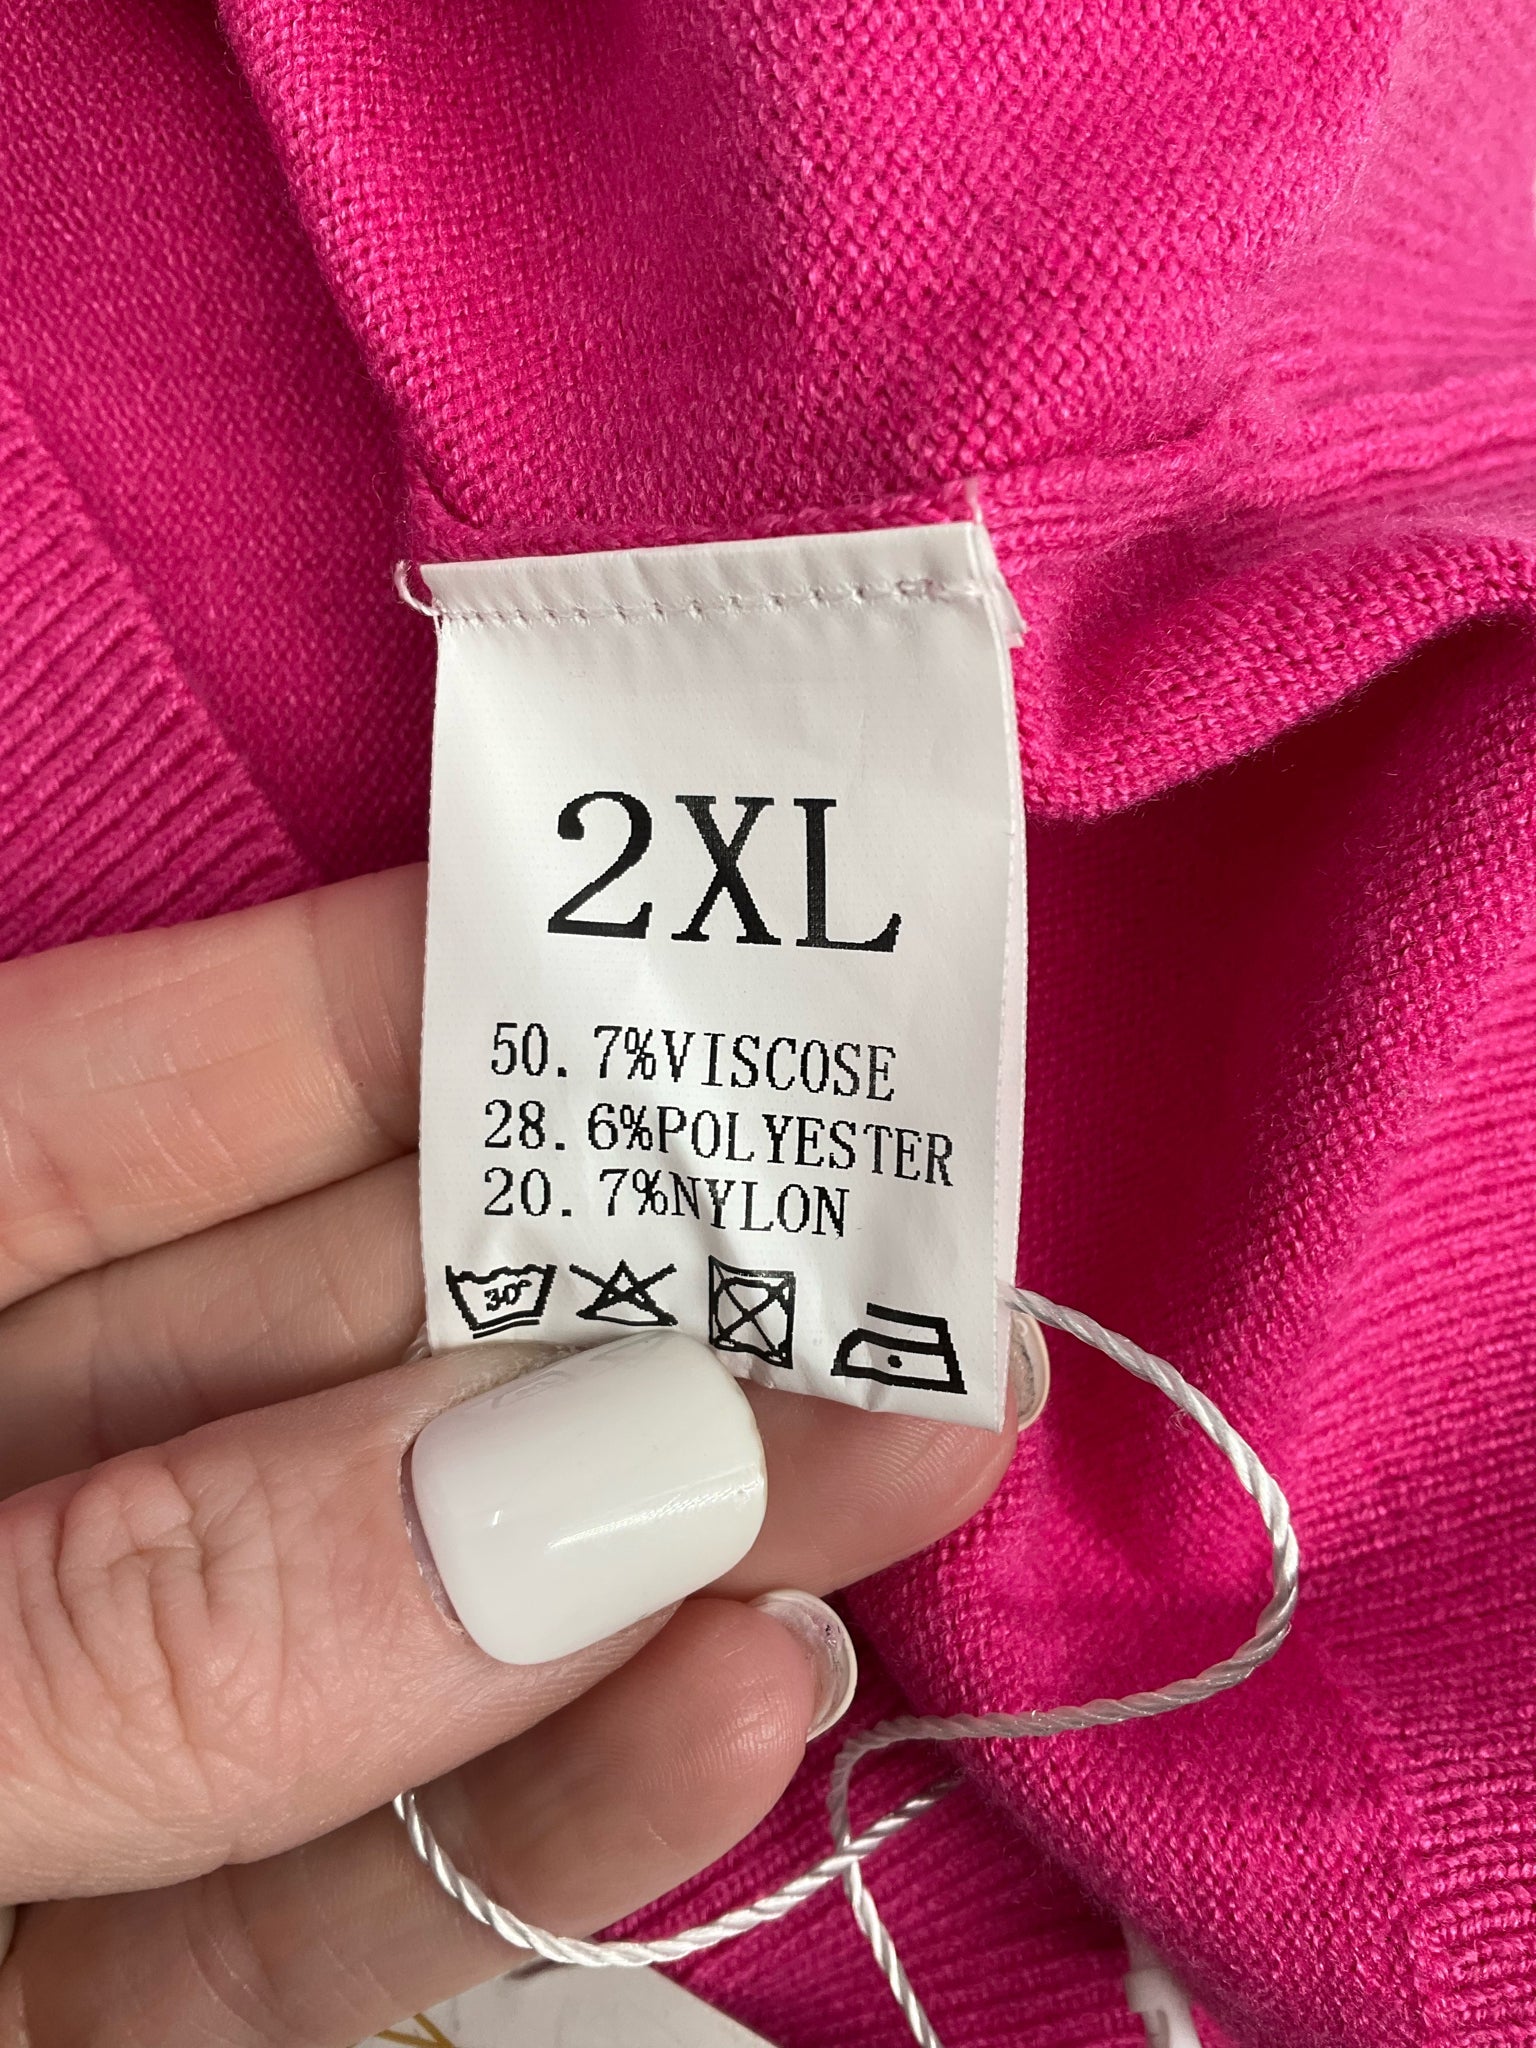 2XL
50.7%VISCOSE
28.6%POLYESTER
20.7%NYLON
30°